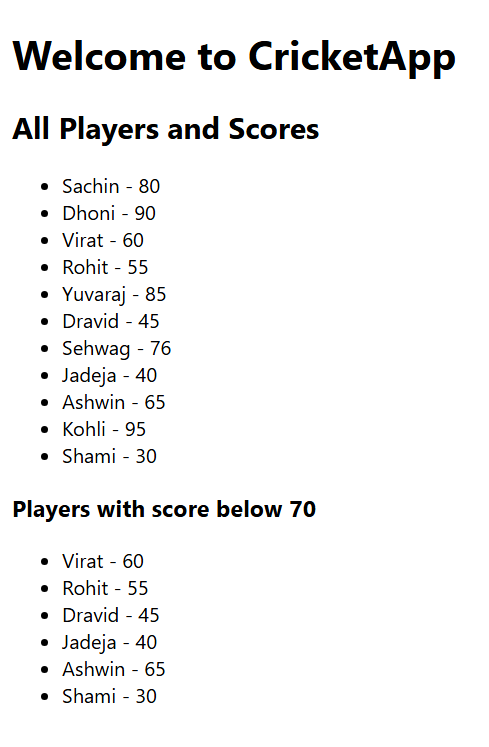 Welcome to CricketApp
All Players and Scores
Sachin - 80
Dhoni - 90
Virat - 60
Rohit - 55
Yuvaraj - 85
Dravid - 45
Sehwag - 76
Jadeja - 40
Ashwin - 65
Kohli - 95
Shami - 30
Players with score below 70
Virat - 60
Rohit - 55
Dravid - 45
Jadeja - 40
Ashwin - 65
Shami - 30